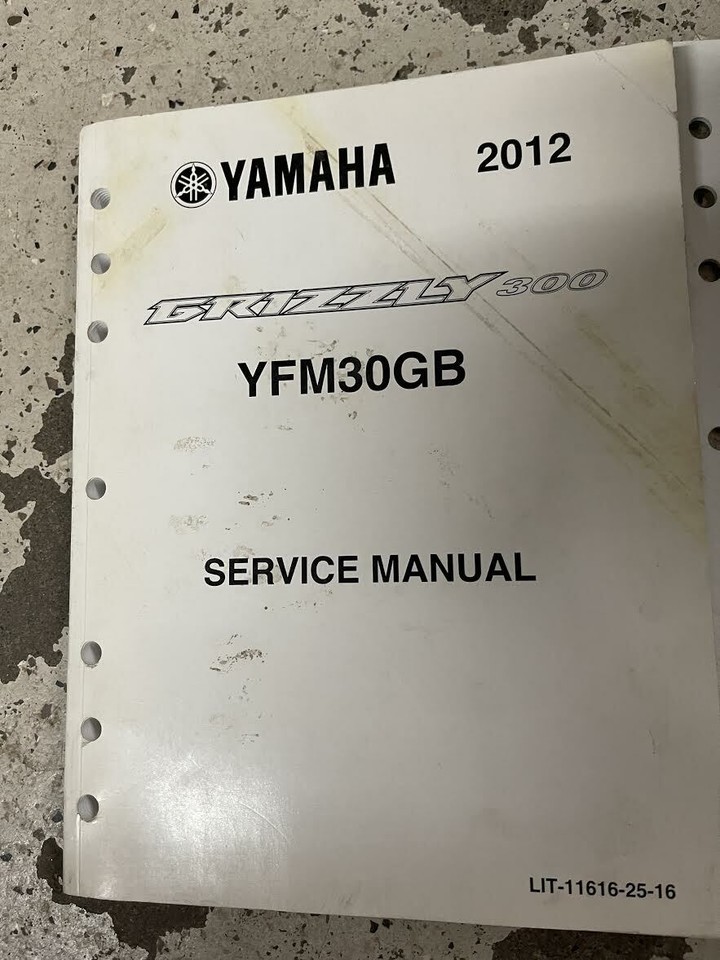 YAMAHA 2012
GRIZZLY 300
YFM30GB
SERVICE MANUAL
LIT-11616-25-16